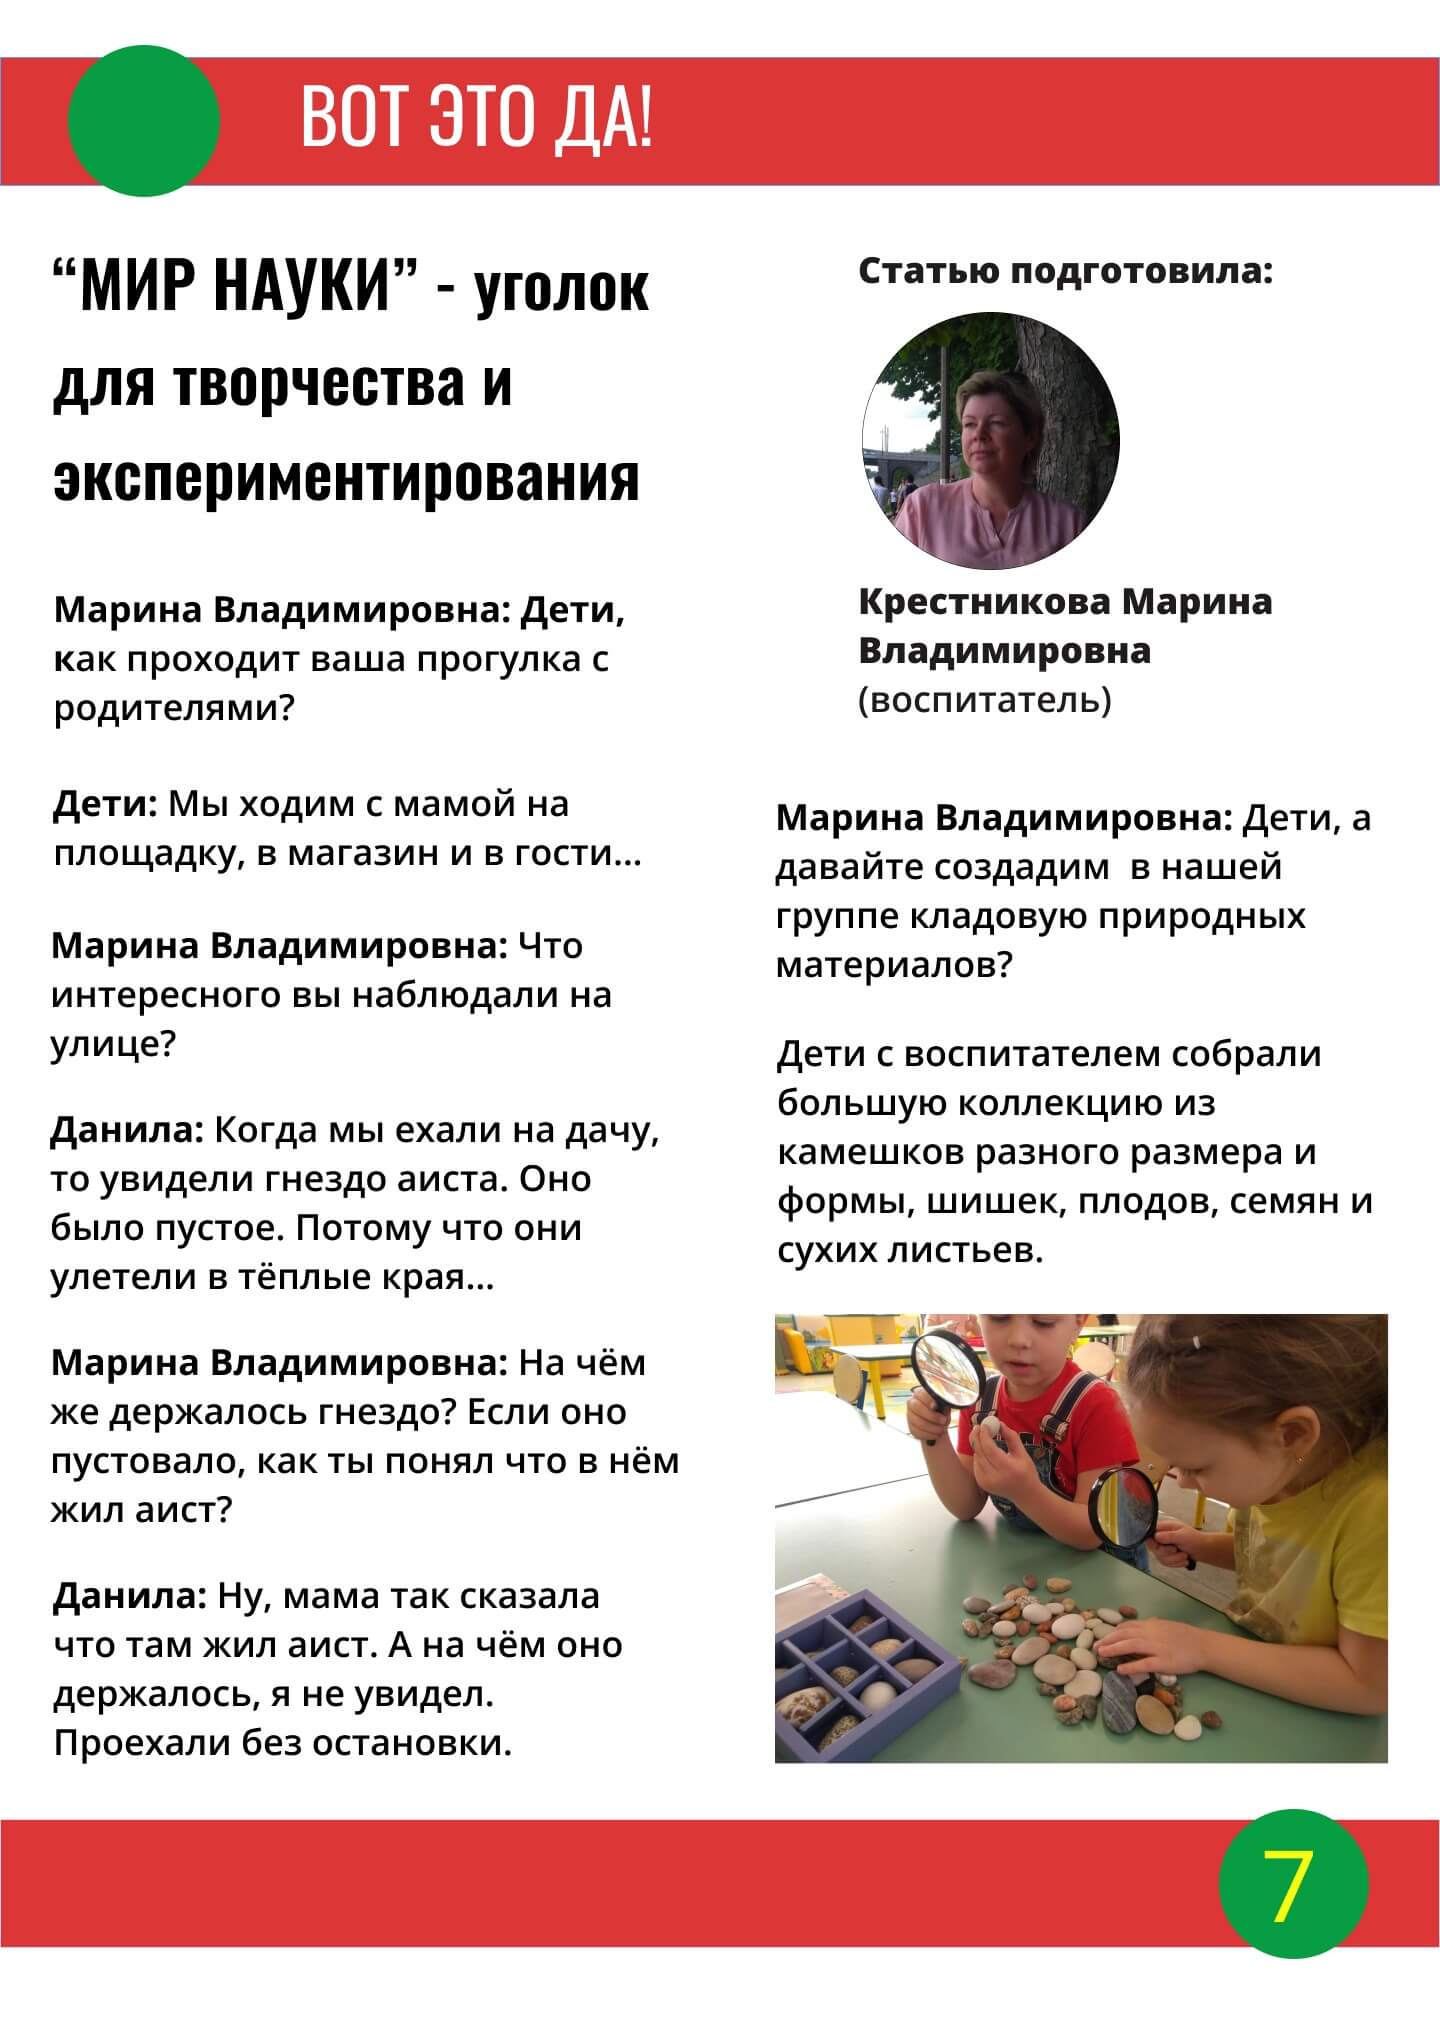 ВОТ ЭТО ДА!
“МИР НАУКИ” - уголок
для творчества и
экспериментирования
Марина Владимировна: Дети,
как проходит ваша прогулка с
родителями?
Дети: Мы ходим с мамой на
площадку, в магазин и в гости...
Марина Владимировна: Что
интересного вы наблюдали на
улице?
Данила: Когда мы ехали на дачу,
то увидели гнездо аиста. Оно
было пустое. Потому что они
улетели в тёплые края...
Марина Владимировна: На чём
же держалось гнездо? Если оно
пустовало, как ты понял что в нём
жил аист?
Данила: Ну, мама так сказала
что там жил аист. А на чём оно
держалось, я не увидел.
Проехали без остановки.
Статью подготовила:
Крестникова Марина
Владимировна
(воспитатель)
Марина Владимировна: Дети, а
давайте создадим  в нашей
группе кладовую природных
материалов?
Дети с воспитателем собрали
большую коллекцию из
камешков разного размера и
формы, шишек, плодов, семян и
сухих листьев.
7